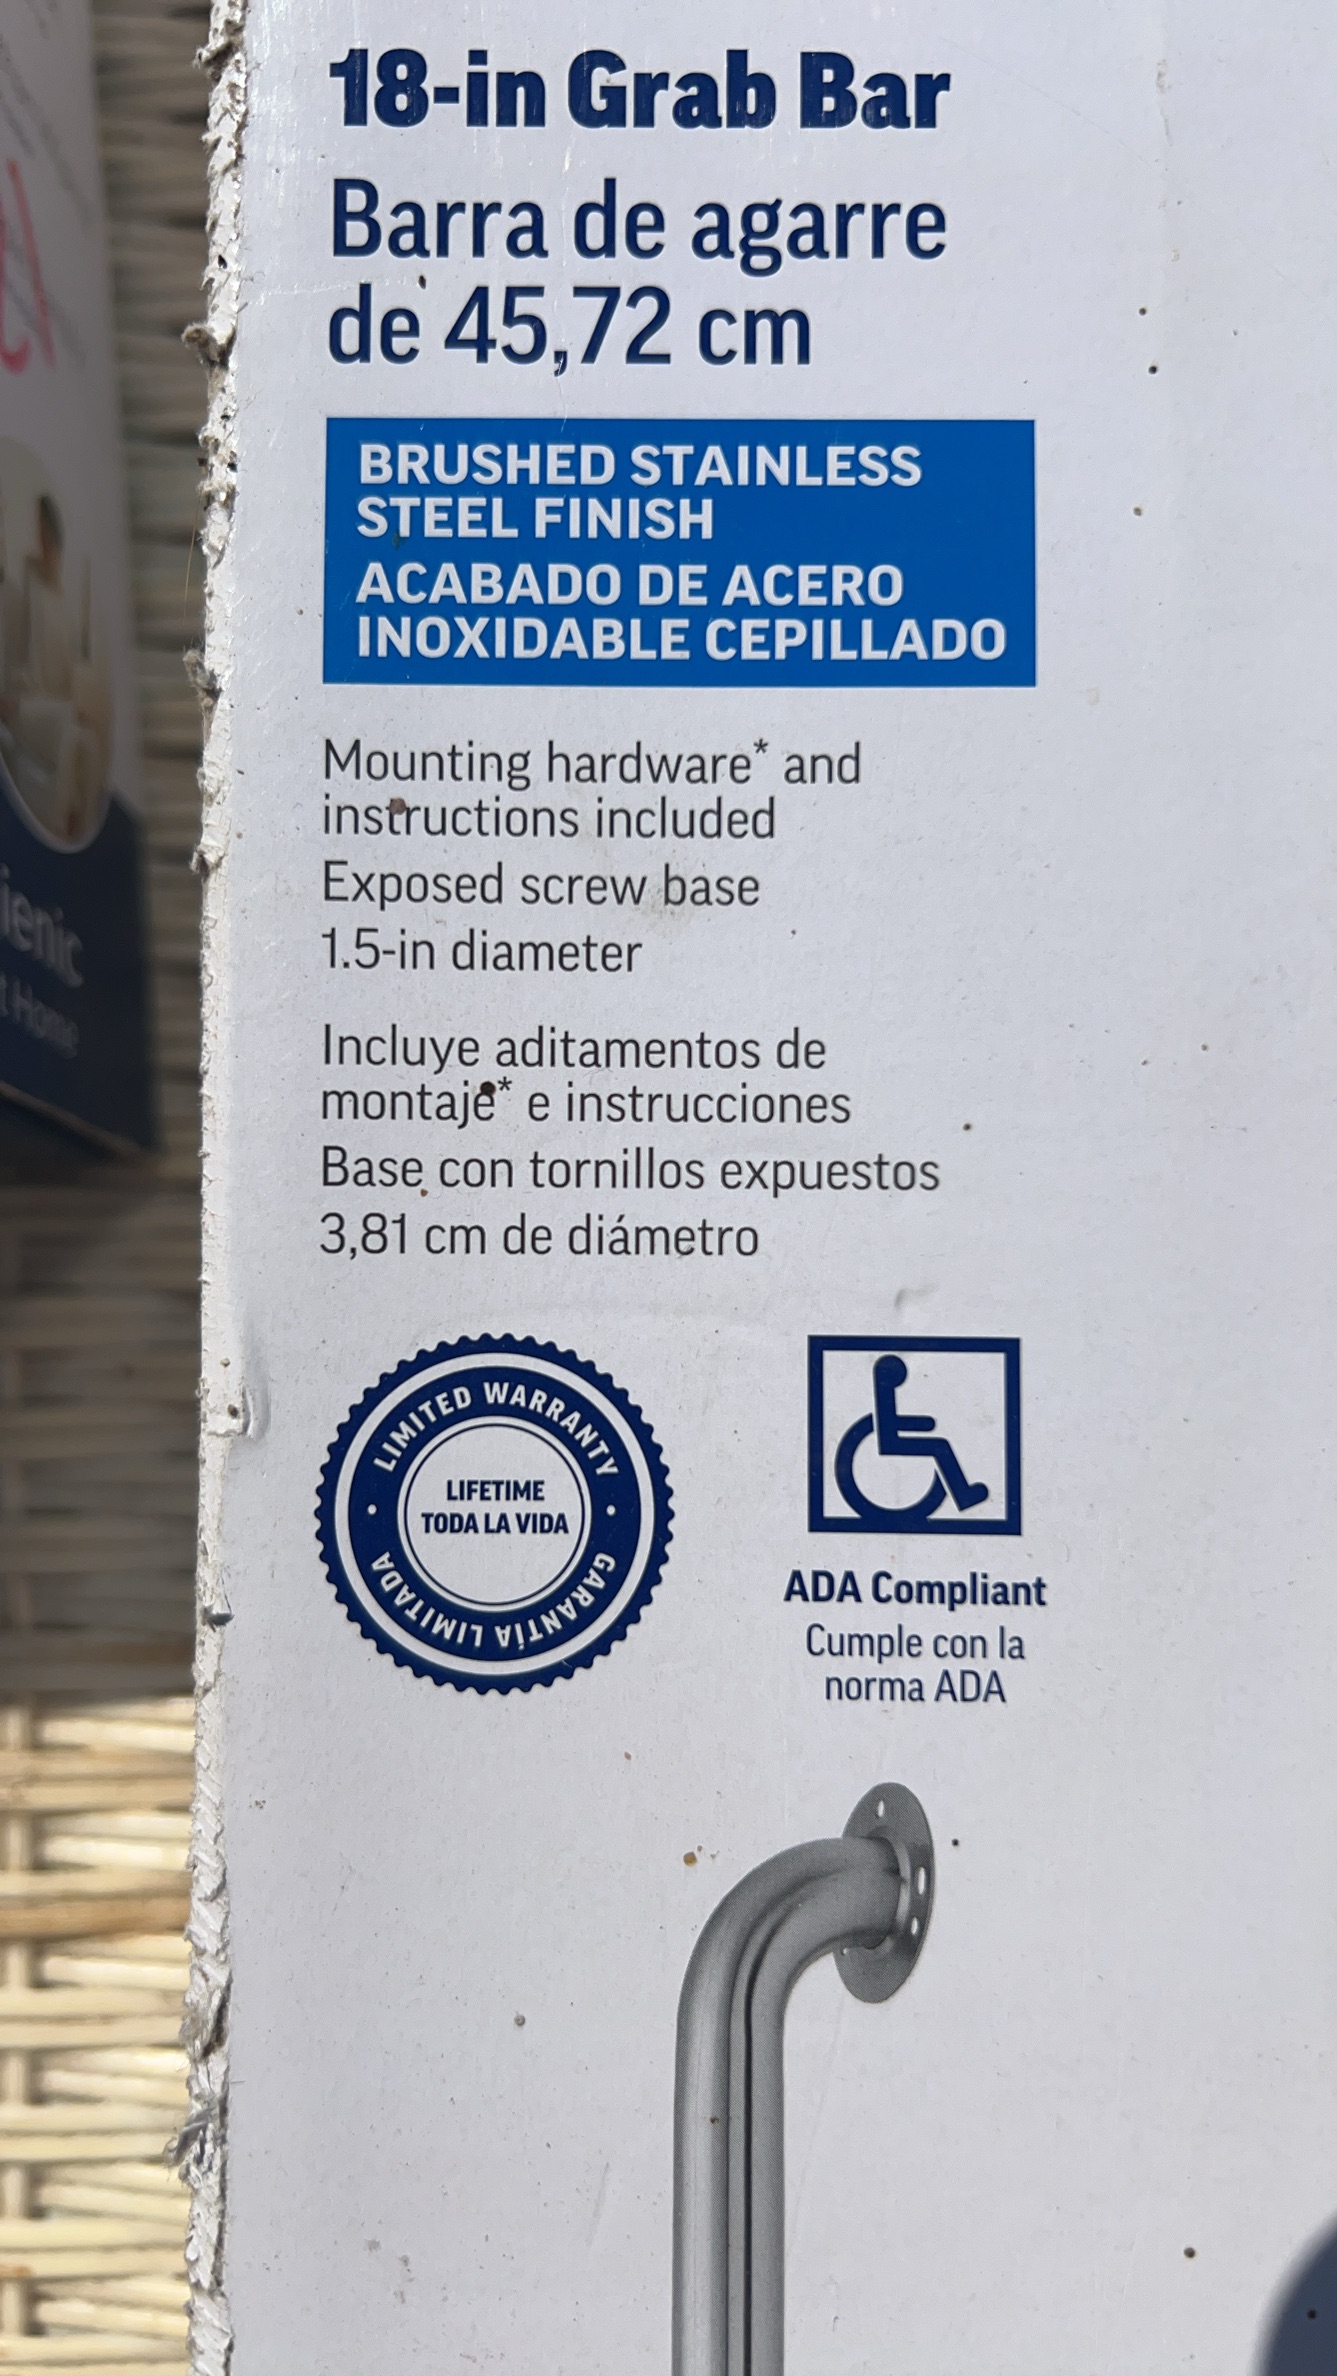 18-in Grab Bar
Barra de agarre
de 45,72 cm
BRUSHED STAINLESS
STEEL FINISH
ACABADO DE ACERO
INOXIDABLE CEPILLADO
Mounting hardware* and
instructions included
Exposed screw base
1.5-in diameter
Incluye aditamentos de
montaje* e instrucciones
Base con tornillos expuestos
3,81 cm de diámetro
LIMITED WARRANTY
LIFETIME
TODA LA VIDA
GARANTÍA LIMITADA
ADA Compliant
Cumple con la
norma ADA
Home